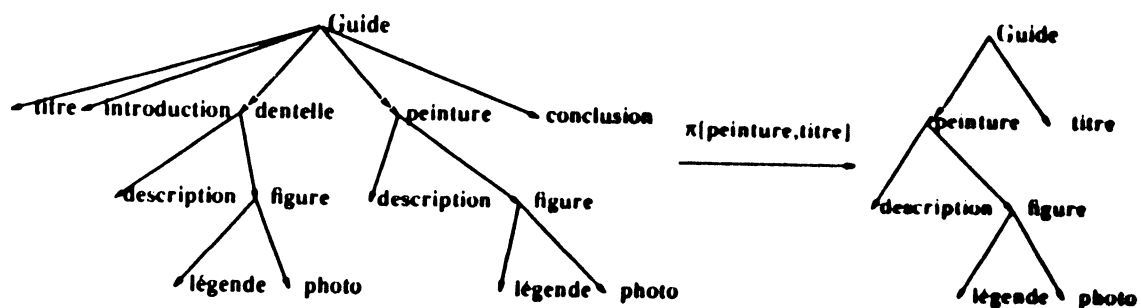 Guide
Guide
titre introduction dentelle peinture conclusion
π[peinture,titre]
peinture titre
description figure description figure
description figure
légende photo légende photo
légende photo